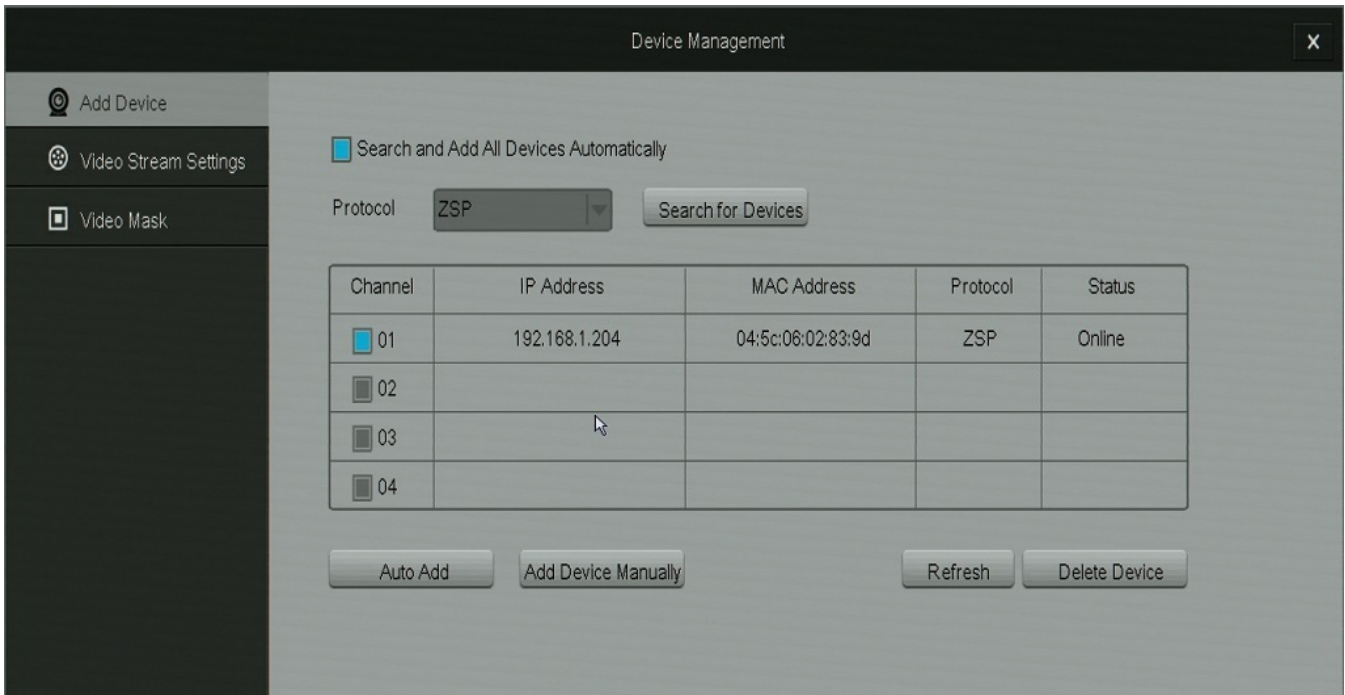 Device Management
X
Add Device
Video Stream Settings
Video Mask
Search and Add All Devices Automatically
Protocol ZSP Search for Devices
Channel IP Address MAC Address Protocol Status
01 192.168.1.204 04:5c:06:02:83:9d ZSP Online
02
03
04
Auto Add Add Device Manually Refresh Delete Device